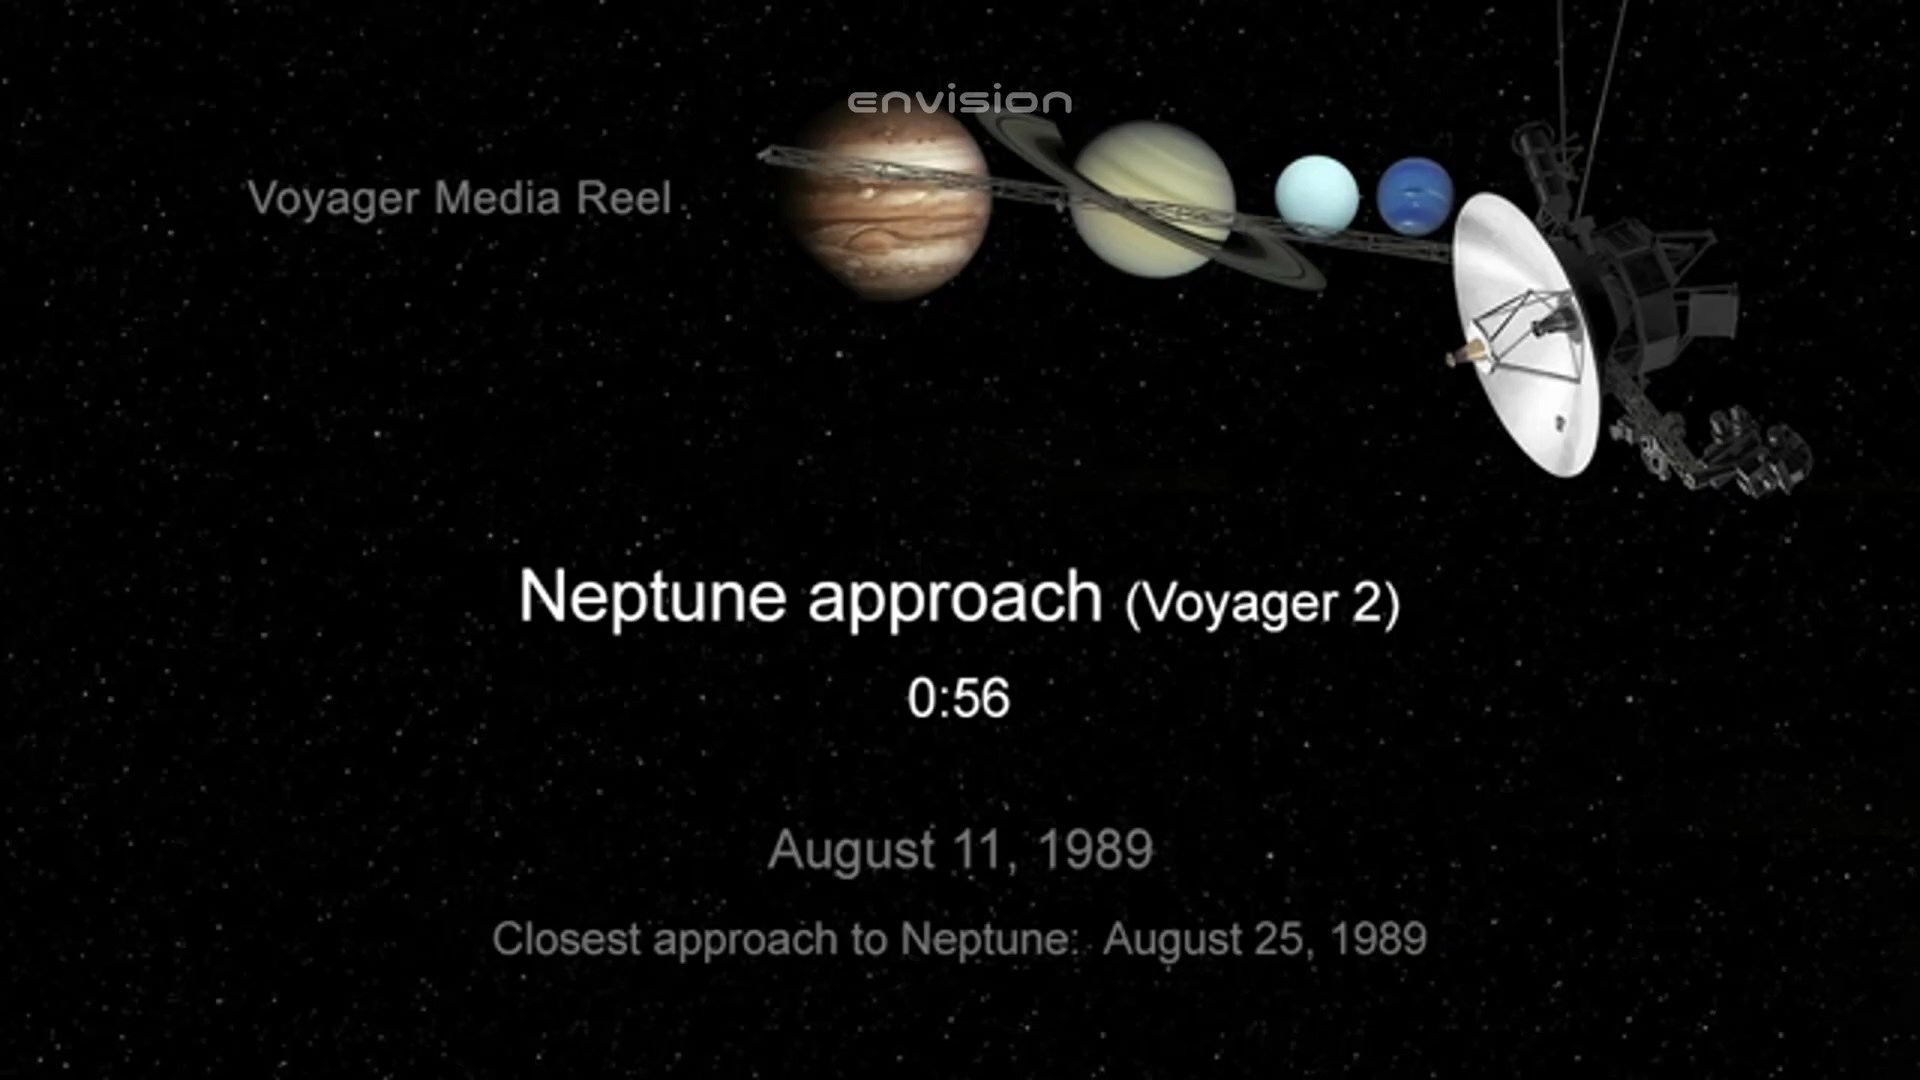 envision
Voyager Media Reel
Neptune approach (Voyager 2)
0:56
August 11, 1989
Closest approach to Neptune: August 25, 1989